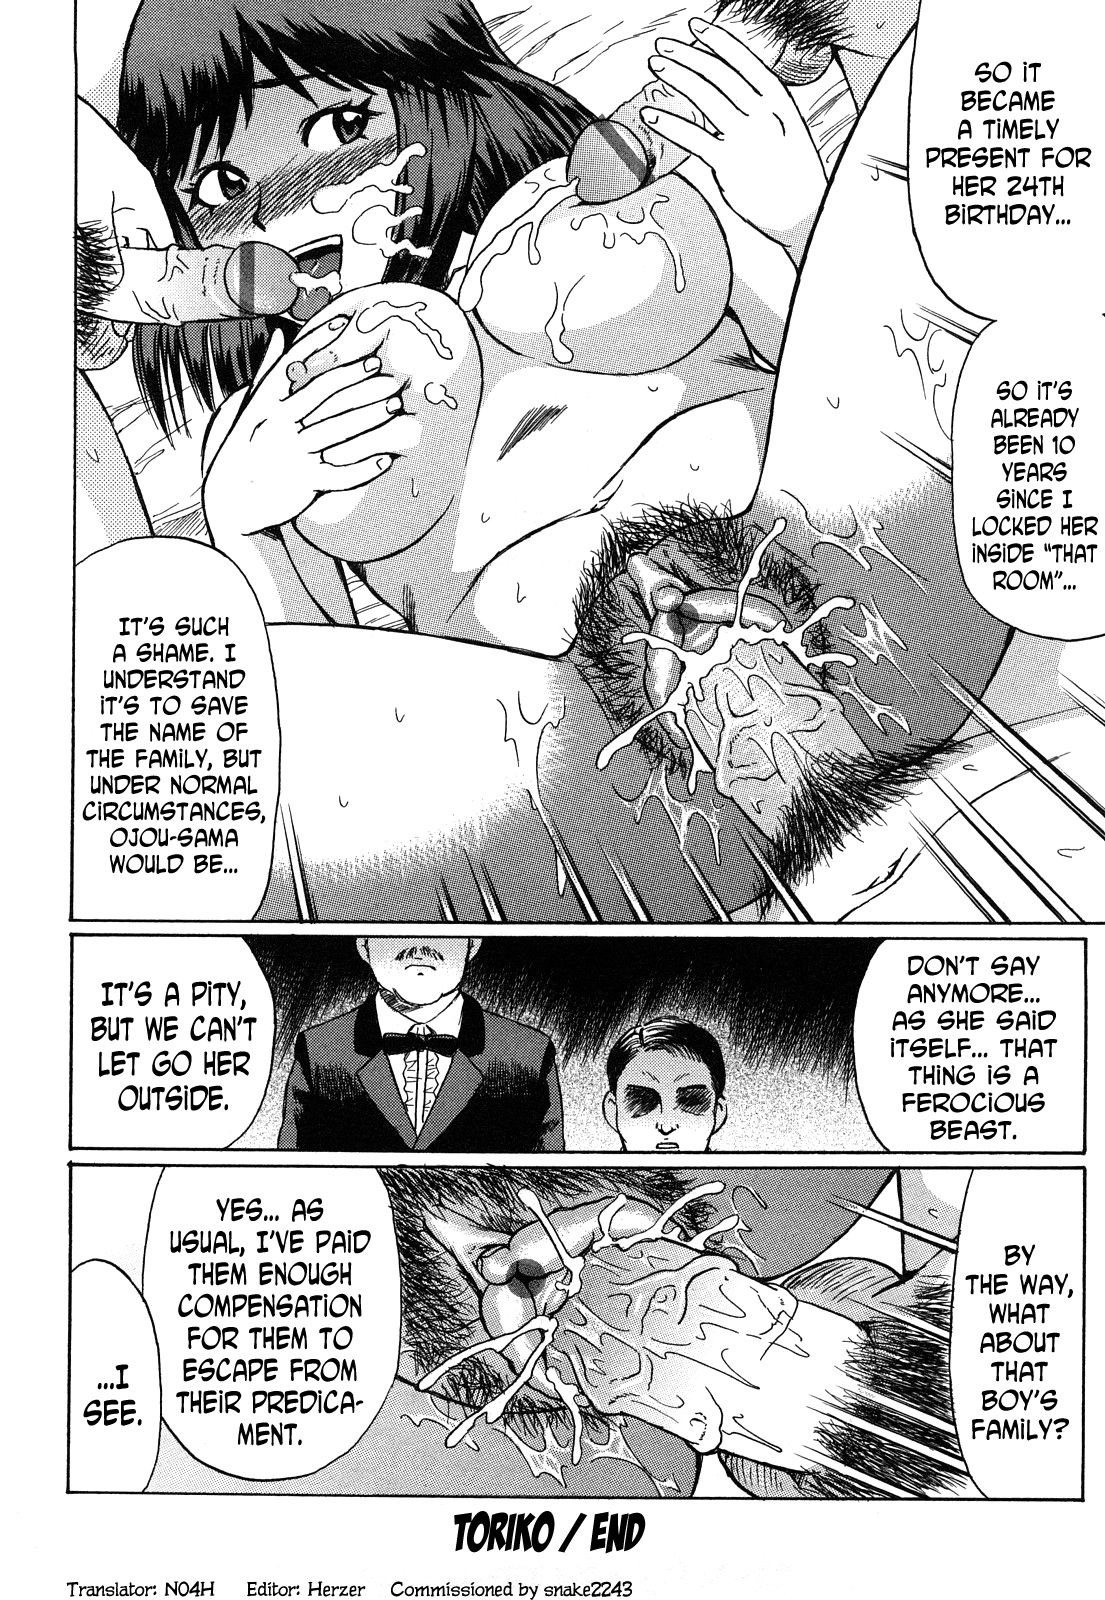 SO IT
BECAME
A TIMELY
PRESENT FOR
HER 24TH
BIRTHDAY...
SO IT'S
ALREADY
BEEN 10
YEARS
SINCE I
LOCKED HER
INSIDE "THAT
ROOM"...
IT'S SUCH
A SHAME. I
UNDERSTAND
IT'S TO SAVE
THE NAME OF
THE FAMILY, BUT
UNDER NORMAL
CIRCUMSTANCES,
OJOU-SAMA
WOULD BE...
DON'T SAY
ANYMORE...
AS SHE SAID
ITSELF... THAT
THING IS A
FEROCIOUS
BEAST.
IT'S A PITY,
BUT WE CAN'T
LET GO HER
OUTSIDE.
BY
THE WAY,
WHAT
ABOUT
THAT
BOY'S
FAMILY?
YES... AS
USUAL, I'VE PAID
THEM ENOUGH
COMPENSATION
FOR THEM TO
ESCAPE FROM
THEIR PREDICA-
MENT.
...I
SEE.
TORIKO / END
Translator: N04H Editor: Herzer Commissioned by snake2243